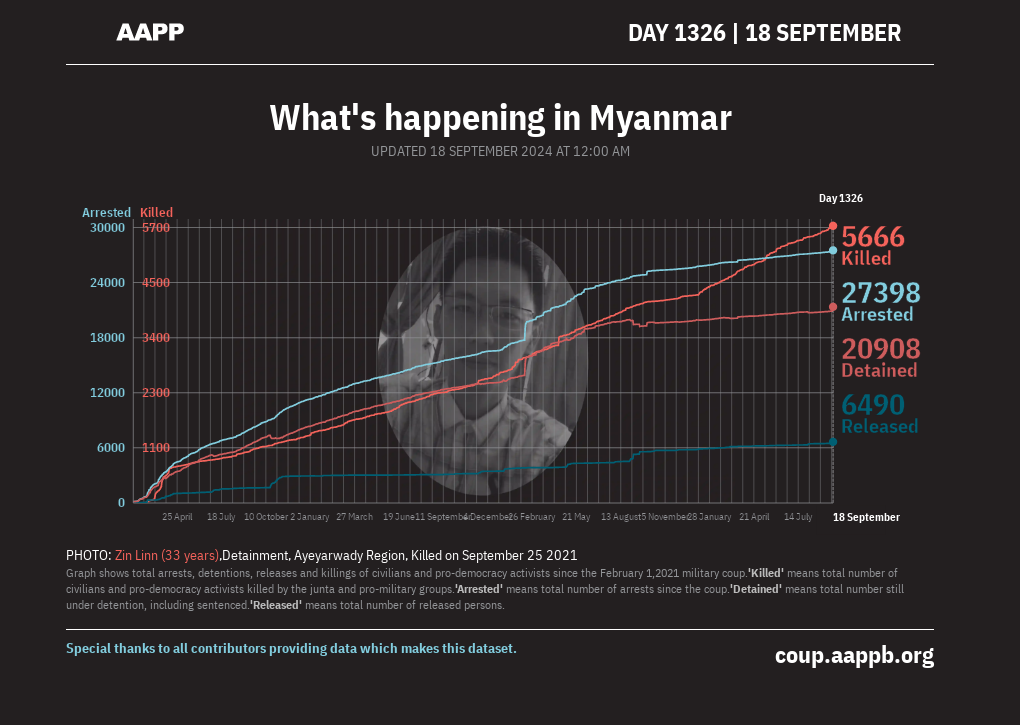 AAPP
DAY 1326 | 18 SEPTEMBER
What's happening in Myanmar
UPDATED 18 SEPTEMBER 2024 AT 12:00 AM
Day 1326
Arrested Killed
30000 5700
24000 4500
18000 3400
12000 2300
6000 1100
0
5666
Killed
27398
Arrested
20908
Detained
6490
Released
25 April 18 July 10 October 2 January 27 March 19 June 11 September 4 December 26 February 21 May 13 August 5 November 28 January 21 April 14 July 18 September
PHOTO: Zin Linn (33 years),Detainment, Ayeyarwady Region, Killed on September 25 2021
Graph shows total arrests, detentions, releases and killings of civilians and pro-democracy activists since the February 1,2021 military coup.'Killed' means total number of
civilians and pro-democracy activists killed by the junta and pro-military groups.'Arrested' means total number of arrests since the coup.'Detained' means total number still
under detention, including sentenced.'Released' means total number of released persons.
Special thanks to all contributors providing data which makes this dataset.
coup.aappb.org